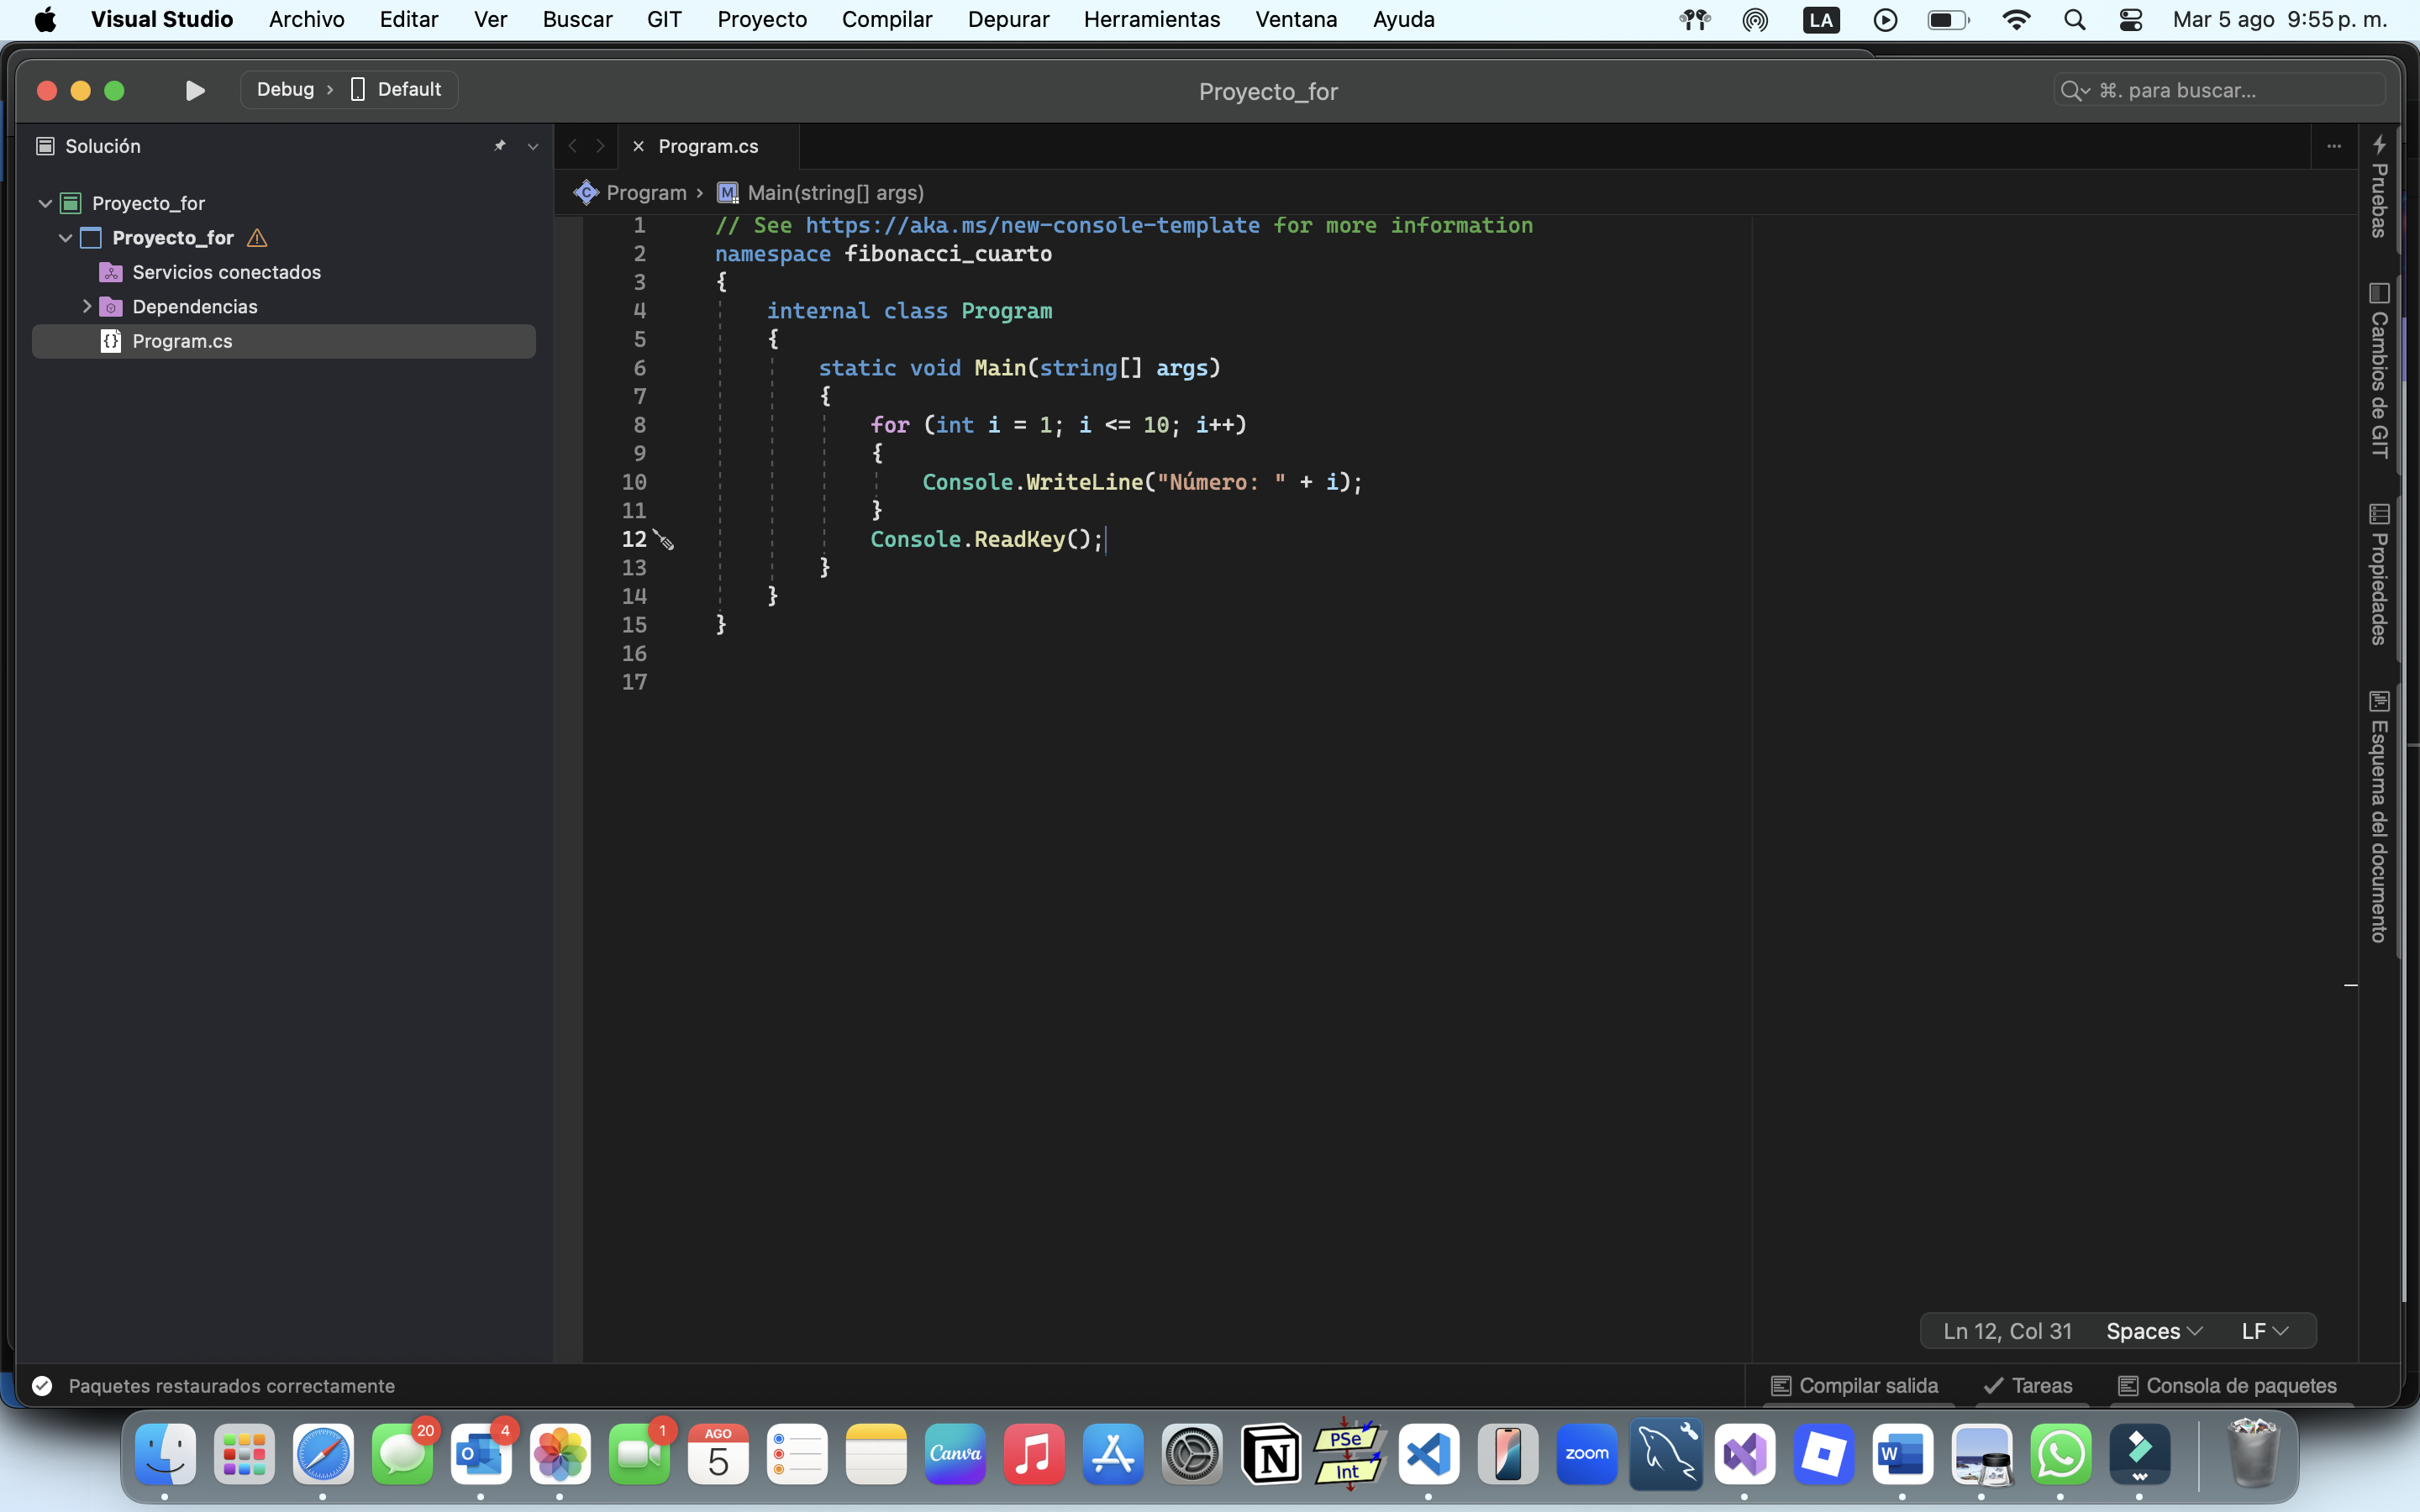 Visual Studio Archivo Editar Ver Buscar GIT Proyecto Compilar Depurar Herramientas Ventana Ayuda LA Mar 5 ago 9:55 p. m.
Debug › Default Proyecto_for ⌘. para buscar...
Solución
Program.cs
Program › Main(string[] args)
Proyecto_for
Proyecto_for
Servicios conectados
Dependencias
Program.cs
1 // See https://aka.ms/new-console-template for more information
2 namespace fibonacci_cuarto
3 {
4 internal class Program
5 {
6 static void Main(string[] args)
7 {
8 for (int i = 1; i <= 10; i++)
9 {
10 Console.WriteLine("Número: " + i);
11 }
12 Console.ReadKey();
13 }
14 }
15 }
16
17
Pruebas
Cambios de GIT
Propiedades
Esquema del documento
Ln 12, Col 31 Spaces LF
Paquetes restaurados correctamente Compilar salida Tareas Consola de paquetes
20 4 1 AGO 5 Canva N PSe Int zoom W